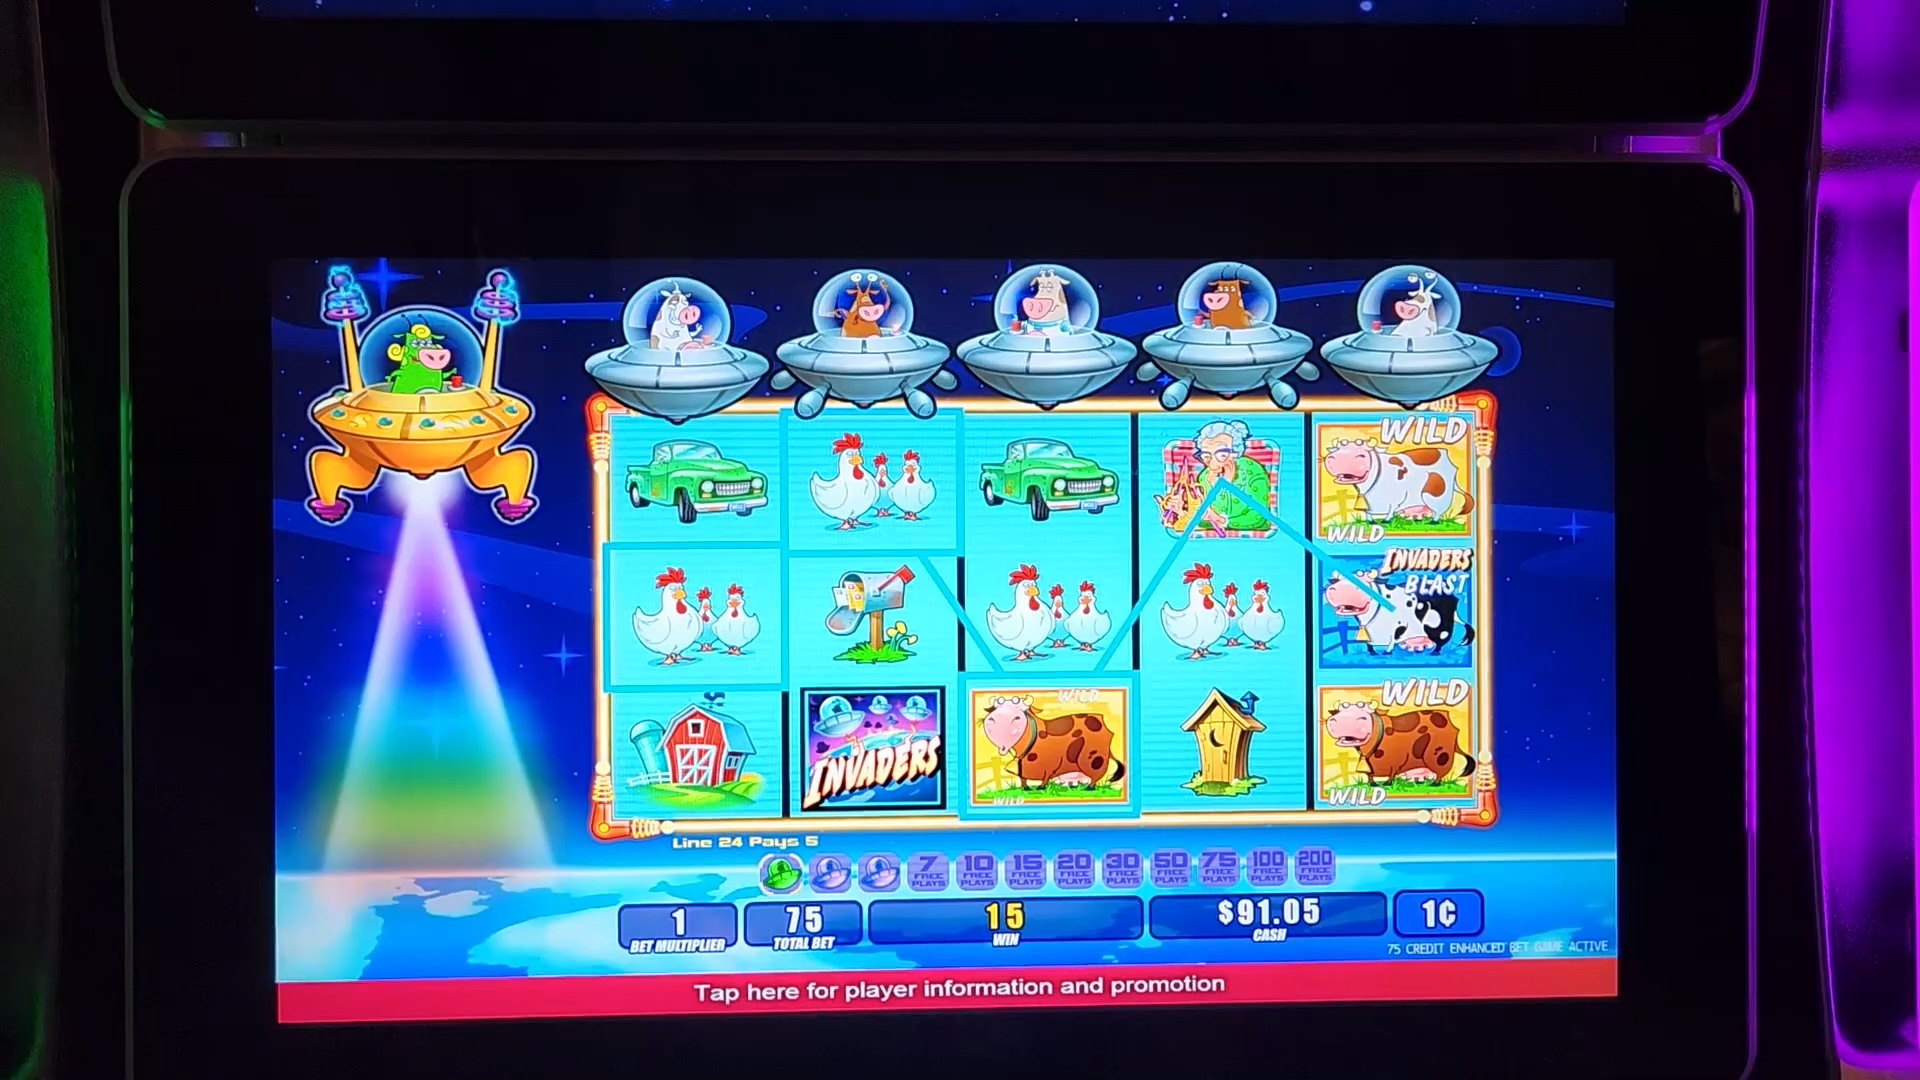 WILD
WILD
INVADERS
BLAST
INVADERS
WILD
WILD
WILD
WILD
Line 24 Pays 5
7 FREE PLAYS
10 FREE PLAYS
15 FREE PLAYS
20 FREE PLAYS
30 FREE PLAYS
50 FREE PLAYS
75 FREE PLAYS
100 FREE PLAYS
200 FREE PLAYS
1
BET MULTIPLIER
75
TOTAL BET
15
WIN
$91.05
CASH
1¢
75 CREDIT ENHANCED BET GAME ACTIVE
Tap here for player information and promotion